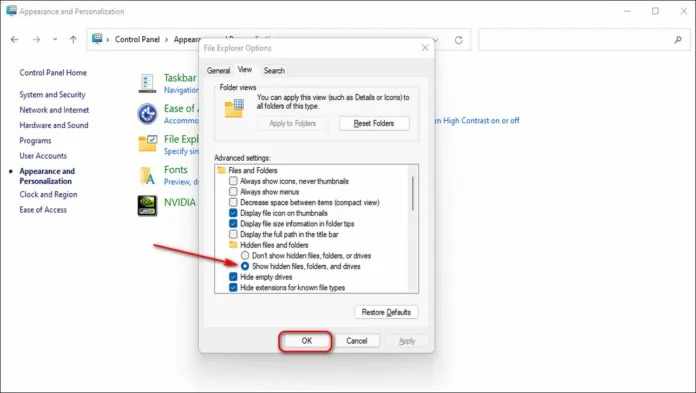 Appearance and Personalization
Control Panel
Appea
Personalization
Control Panel Home
System and Security
Network and Internet
Hardware and Sound
Programs
User Accounts
Appearance and
Personalization
Clock and Region
Ease of Access
Taskbar
Navigation
Ease of A
Accommo
m High Contrast on or off
File Expl
Specify sin
Fonts
Preview, d
NVIDIA
File Explorer Options
General
View
Search
Folder views
You can apply this view (such as Details or Icons) to
all folders of this type.
Apply to Folders
Reset Folders
Advanced settings:
Files and Folders
Always show icons, never thumbnails
Always show menus
Decrease space between items (compact view)
Display file icon on thumbnails
Display file size information in folder tips
Display the full path in the title bar
Hidden files and folders
Don't show hidden files, folders, or drives
Show hidden files, folders, and drives
Hide empty drives
Hide extensions for known file types
Restore Defaults
OK
Cancel
Apply